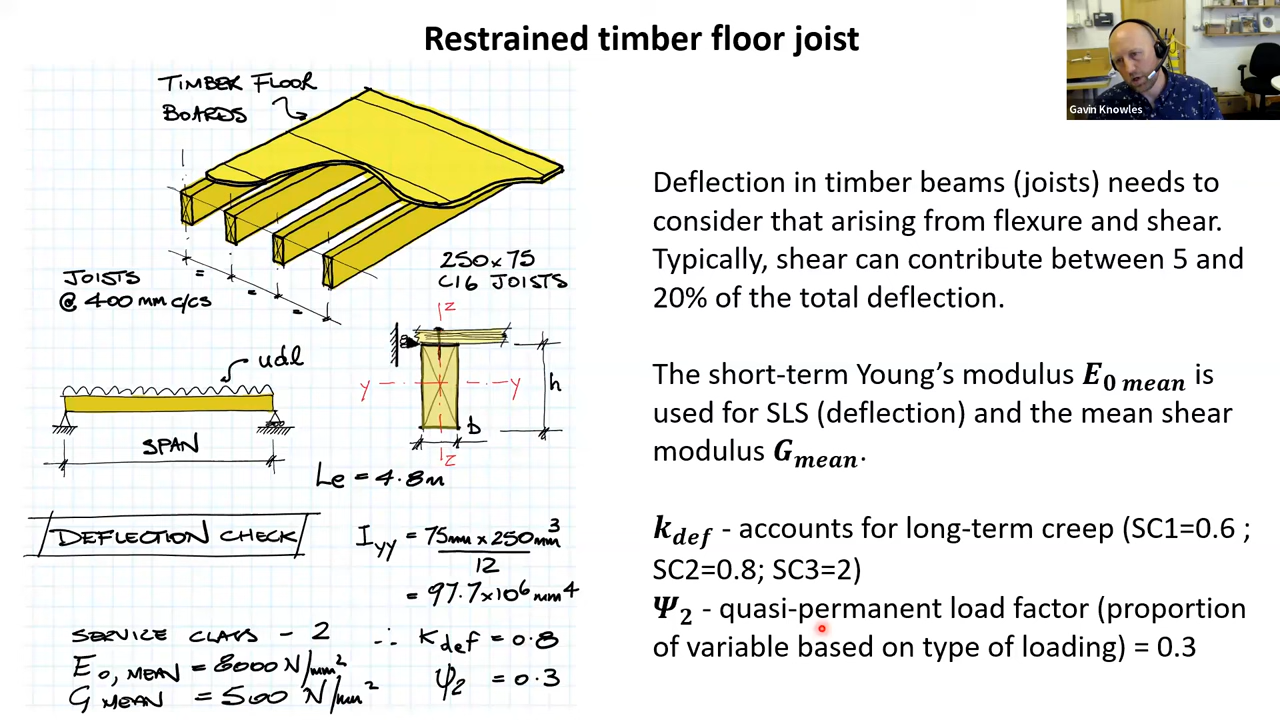 Restrained timber floor joist
Gavin Knowles
TIMBER FLOOR
BOARDS
JOISTS
@ 400 mm c/cs
250x75
C16 JOISTS
z
udl
y
y
h
b
z
SPAN
Le = 4.8m
DEFLECTION CHECK
Iyy = 75mm x 250mm³
12
= 97.7x10⁶ mm⁴
SERVICE CLASS - 2 ∴ Kdef = 0.8
E0, MEAN = 8000 N/mm²
ψ2 = 0.3
G MEAN = 500 N/mm²
Deflection in timber beams (joists) needs to
consider that arising from flexure and shear.
Typically, shear can contribute between 5 and
20% of the total deflection.
The short-term Young’s modulus E0 mean is
used for SLS (deflection) and the mean shear
modulus Gmean.
kdef - accounts for long-term creep (SC1=0.6 ;
SC2=0.8; SC3=2)
Ψ2 - quasi-permanent load factor (proportion
of variable based on type of loading) = 0.3